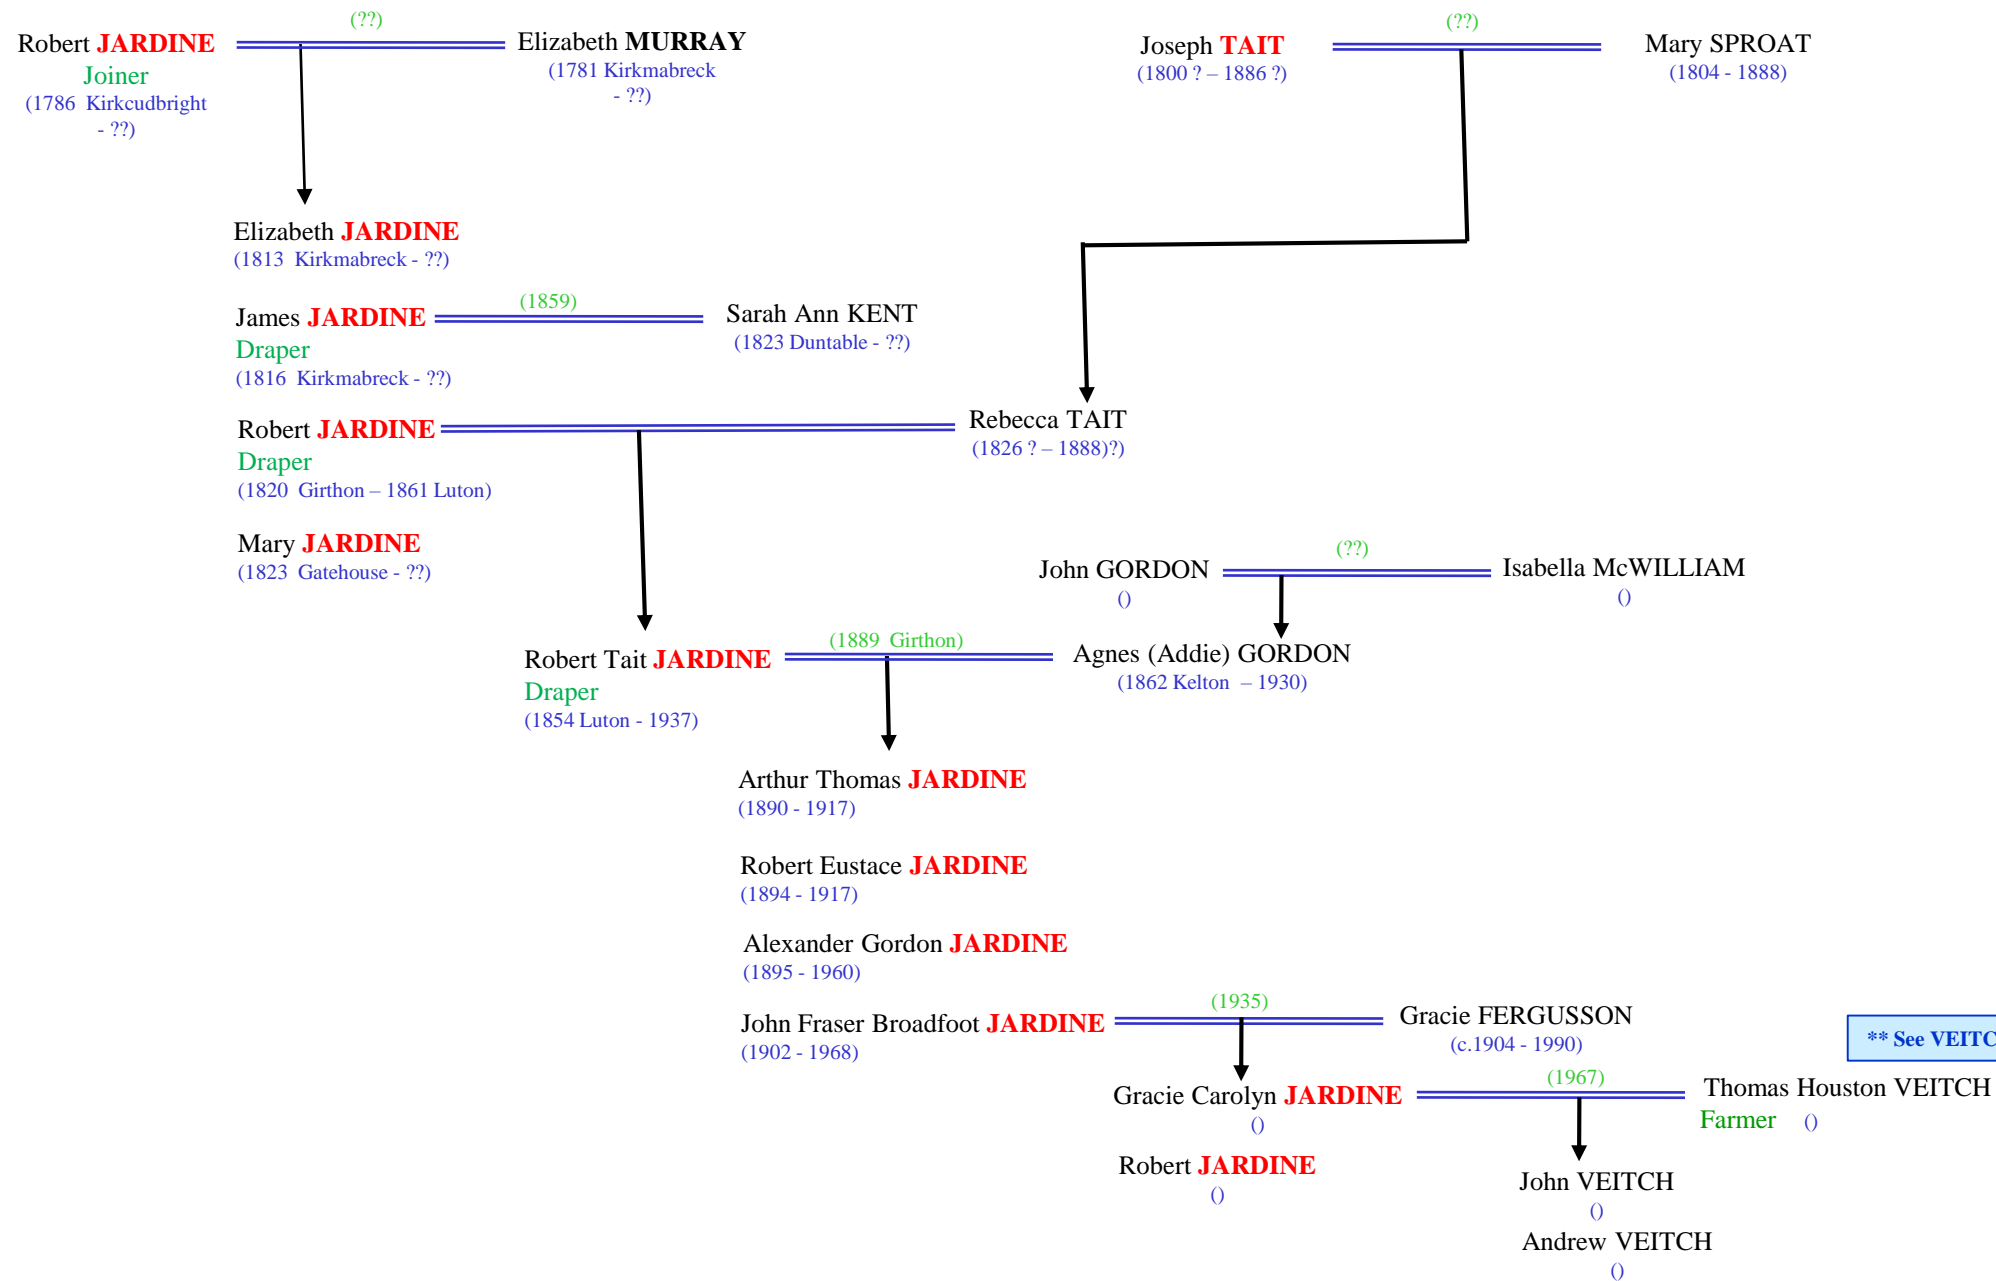 (??)
Robert JARDINE
Joiner
(1786 Kirkcudbright
- ??)
Elizabeth MURRAY
(1781 Kirkmabreck
- ??)
(??)
Joseph TAIT
(1800 ? – 1886 ?)
Mary SPROAT
(1804 - 1888)
Elizabeth JARDINE
(1813 Kirkmabreck - ??)
James JARDINE
Draper
(1816 Kirkmabreck - ??)
(1859)
Sarah Ann KENT
(1823 Duntable - ??)
Robert JARDINE
Draper
(1820 Girthon – 1861 Luton)
Rebecca TAIT
(1826 ? – 1888)?)
Mary JARDINE
(1823 Gatehouse - ??)
John GORDON
()
(??)
Isabella McWILLIAM
()
Robert Tait JARDINE
Draper
(1854 Luton - 1937)
(1889 Girthon)
Agnes (Addie) GORDON
(1862 Kelton – 1930)
Arthur Thomas JARDINE
(1890 - 1917)
Robert Eustace JARDINE
(1894 - 1917)
Alexander Gordon JARDINE
(1895 - 1960)
John Fraser Broadfoot JARDINE
(1902 - 1968)
(1935)
Gracie FERGUSSON
(c.1904 - 1990)
** See VEITC
Gracie Carolyn JARDINE
()
(1967)
Thomas Houston VEITCH
Farmer ()
Robert JARDINE
()
John VEITCH
()
Andrew VEITCH
()